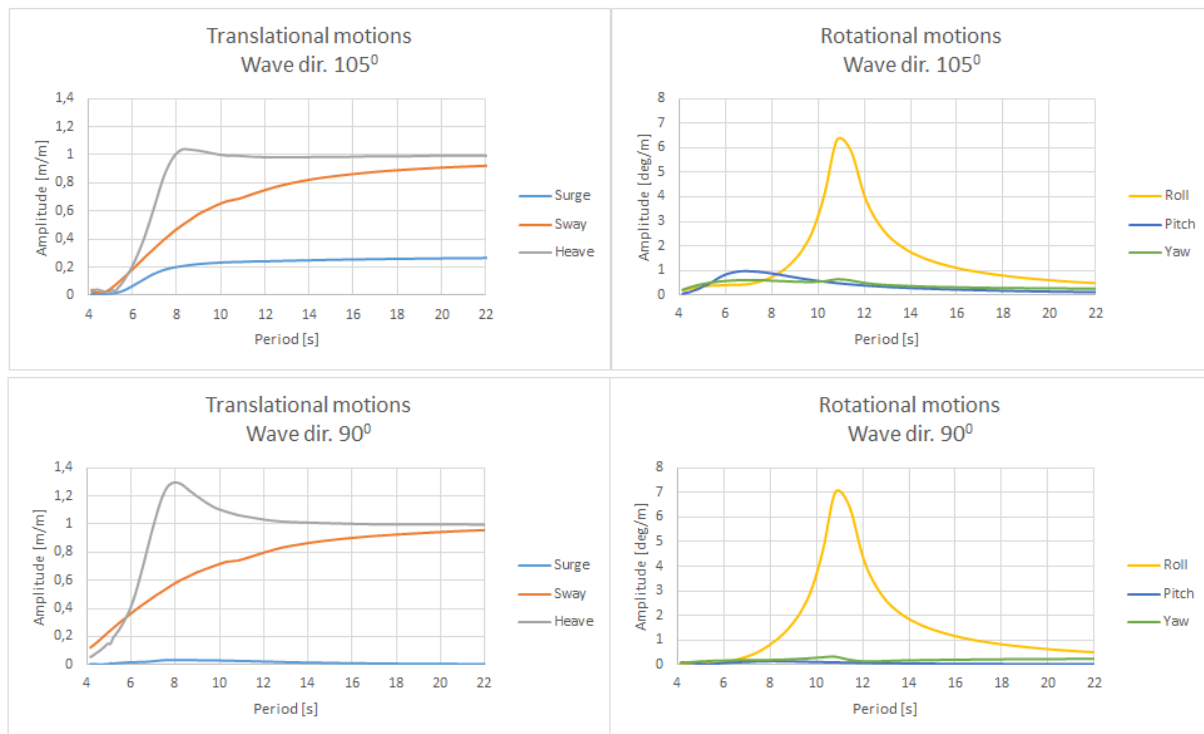 Translational motions
Wave dir. 105⁰
Amplitude [m/m]
1,4
1,2
1
0,8
0,6
0,4
0,2
0
4 6 8 10 12 14 16 18 20 22
Period [s]
Surge
Sway
Heave
Rotational motions
Wave dir. 105⁰
Amplitude [deg/m]
8
7
6
5
4
3
2
1
0
4 6 8 10 12 14 16 18 20 22
Period [s]
Roll
Pitch
Yaw
Translational motions
Wave dir. 90⁰
Amplitude [m/m]
1,4
1,2
1
0,8
0,6
0,4
0,2
0
4 6 8 10 12 14 16 18 20 22
Period [s]
Surge
Sway
Heave
Rotational motions
Wave dir. 90⁰
Amplitude [deg/m]
8
7
6
5
4
3
2
1
0
4 6 8 10 12 14 16 18 20 22
Period [s]
Roll
Pitch
Yaw